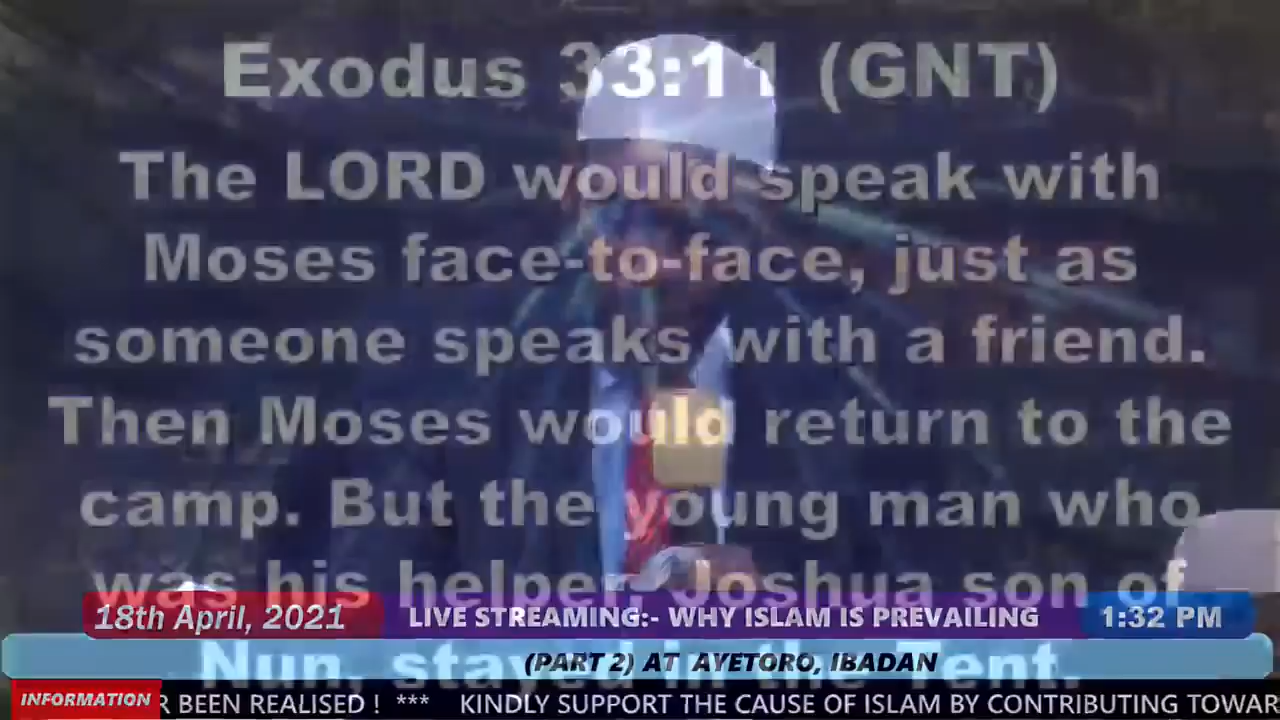 Exodus 33:11 (GNT)
The LORD would speak with
Moses face-to-face, just as
someone speaks with a friend.
Then Moses would return to the
camp. But the young man who
was his helper, Joshua son of
18th April, 2021 LIVE STREAMING:- WHY ISLAM IS PREVAILING 1:32 PM
Nun, stayed in the Tent.
(PART 2) AT AYETORO, IBADAN
INFORMATION R BEEN REALISED ! *** KINDLY SUPPORT THE CAUSE OF ISLAM BY CONTRIBUTING TOWAR